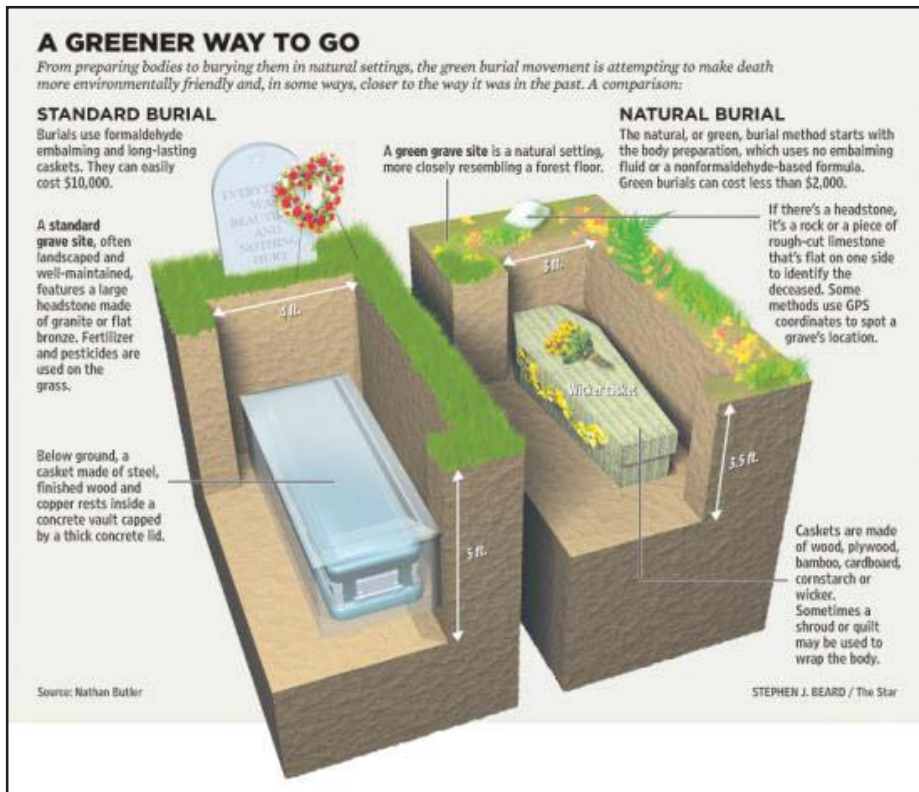 A GREENER WAY TO GO
From preparing bodies to burying them in natural settings, the green burial movement is attempting to make death
more environmentally friendly and, in some ways, closer to the way it was in the past. A comparison:
STANDARD BURIAL
Burials use formaldehyde
embalming and long-lasting
caskets. They can easily
cost $10,000.
A standard
grave site, often
landscaped and
well-maintained,
features a large
headstone made
of granite or flat
bronze. Fertilizer
and pesticides are
used on the
grass.
EVERYTHING
WAS
BEAUTIFUL
AND
NOTHING
HURT
4 ft.
Below ground, a
casket made of steel,
finished wood and
copper rests inside a
concrete vault capped
by a thick concrete lid.
5 ft.
A green grave site is a natural setting,
more closely resembling a forest floor.
NATURAL BURIAL
The natural, or green, burial method starts with
the body preparation, which uses no embalming
fluid or a nonformaldehyde-based formula.
Green burials can cost less than $2,000.
If there's a headstone,
it's a rock or a piece of
rough-cut limestone
that's flat on one side
to identify the
deceased. Some
methods use GPS
coordinates to spot a
grave's location.
3 ft.
Wicker casket
3.5 ft.
Caskets are made
of wood, plywood,
bamboo, cardboard,
cornstarch or
wicker.
Sometimes a
shroud or quilt
may be used to
wrap the body.
Source: Nathan Butler
STEPHEN J. BEARD / The Star